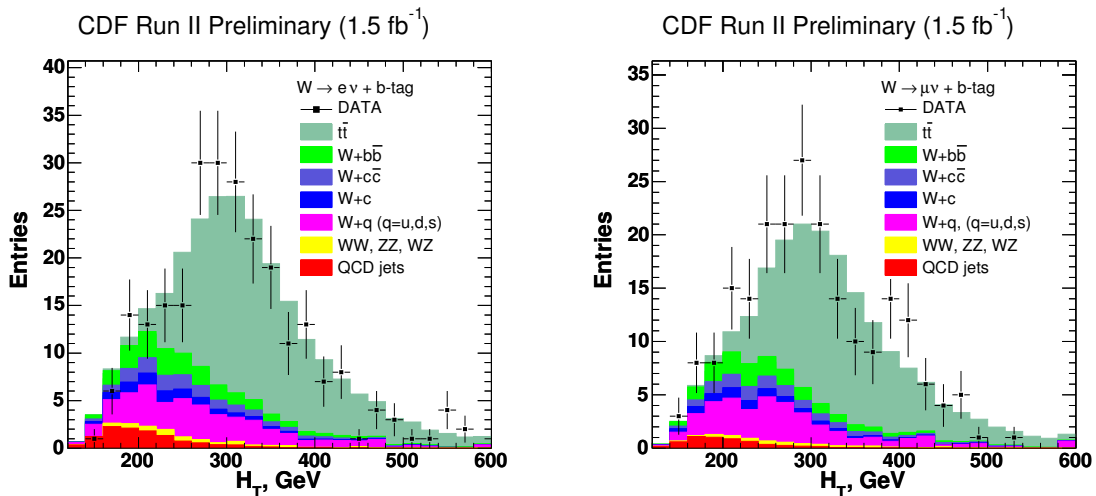 CDF Run II Preliminary (1.5 fb⁻¹)
40
35
30
25
20
15
10
5
0
Entries
W → e ν + b-tag
DATA
tt̄
W+bb̄
W+cc̄
W+c
W+q (q=u,d,s)
WW, ZZ, WZ
QCD jets
200 300 400 500 600
H_T, GeV
CDF Run II Preliminary (1.5 fb⁻¹)
35
30
25
20
15
10
5
0
Entries
W → μν + b-tag
DATA
tt̄
W+bb̄
W+cc̄
W+c
W+q, (q=u,d,s)
WW, ZZ, WZ
QCD jets
200 300 400 500 600
H_T, GeV